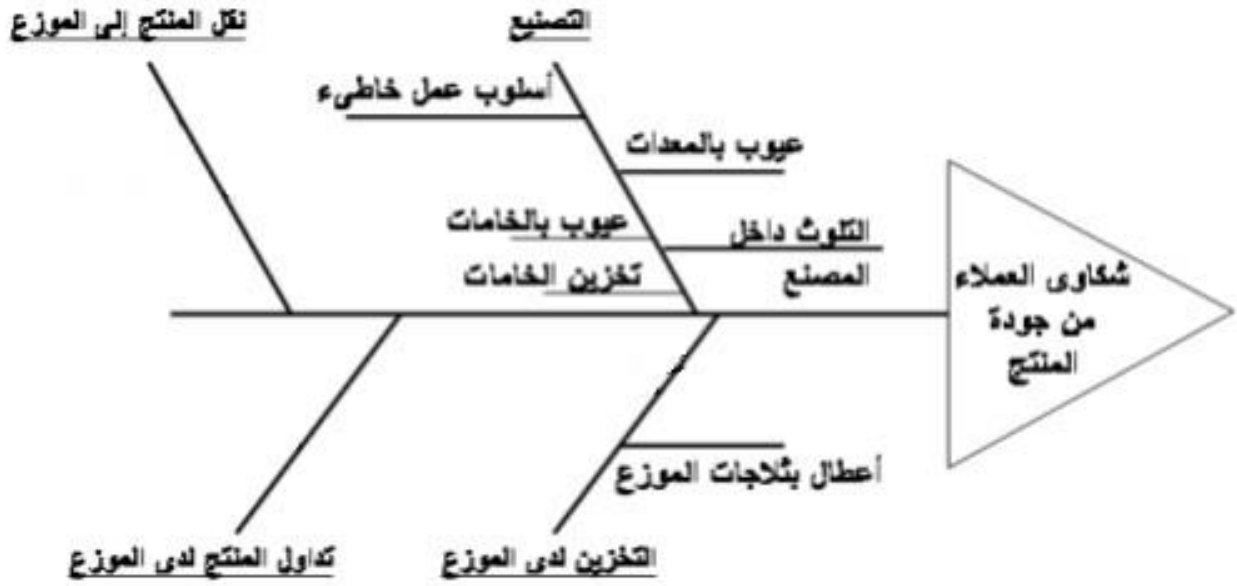 التصنيع
نقل المنتج إلى الموزع
أسلوب عمل خاطىء
عيوب بالمعدات
عيوب بالخامات
التلوث داخل
المصنع
تخزين الخامات
شكاوى العملاء
من جودة
المنتج
أعطال بثلاجات الموزع
التخزين لدى الموزع
تداول المنتج لدى الموزع